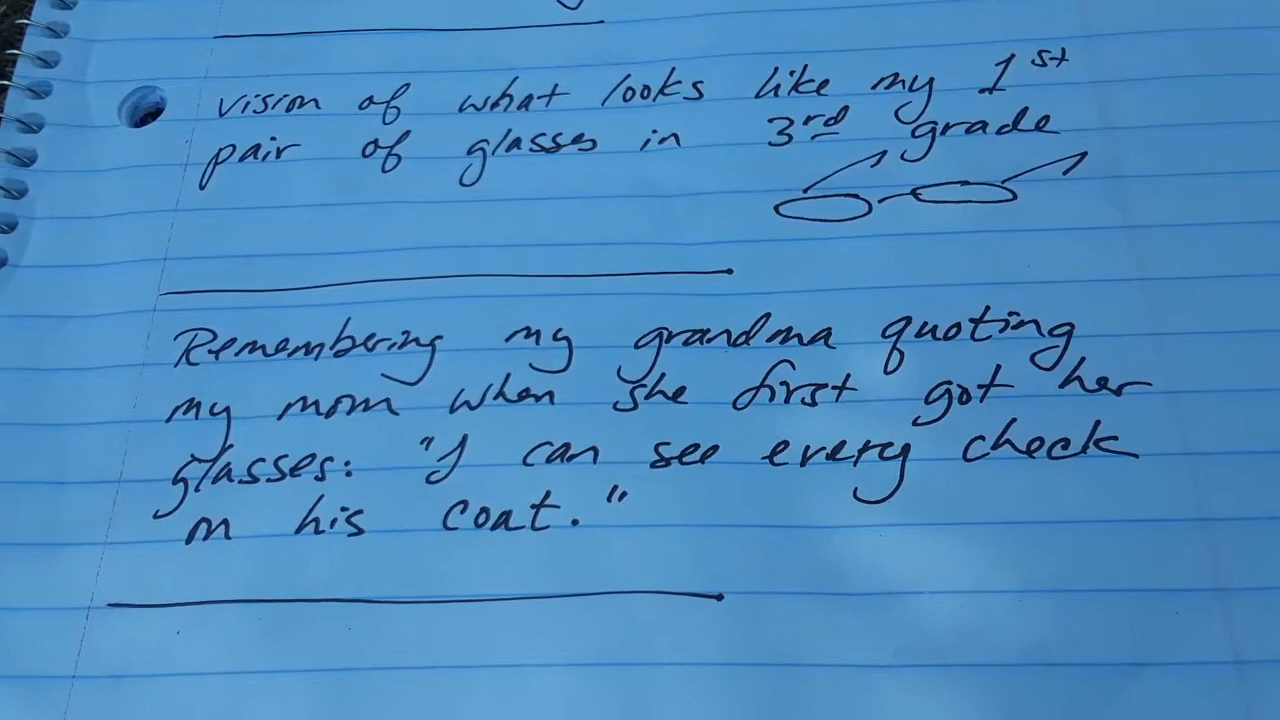 vision of what looks like my 1st
pair of glasses in 3rd grade
Remembering my grandma quoting
my mom when she first got her
glasses: "I can see every check
on his coat."